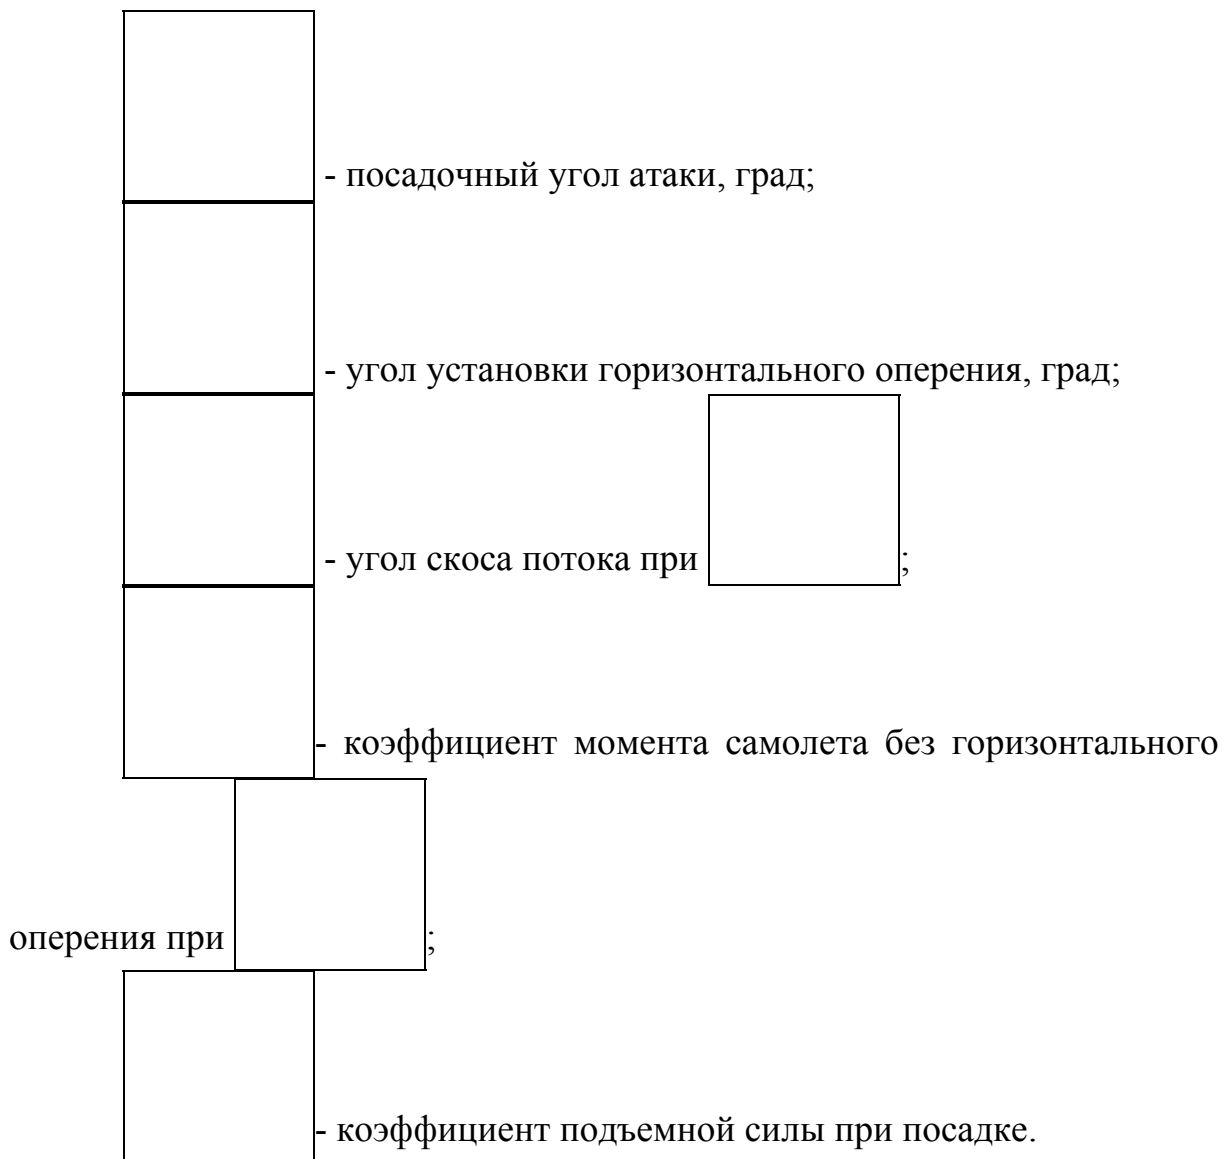 - посадочный угол атаки, град;
- угол установки горизонтального оперения, град;
- угол скоса потока при ;
- коэффициент момента самолета без горизонтального
оперения при ;
- коэффициент подъемной силы при посадке.